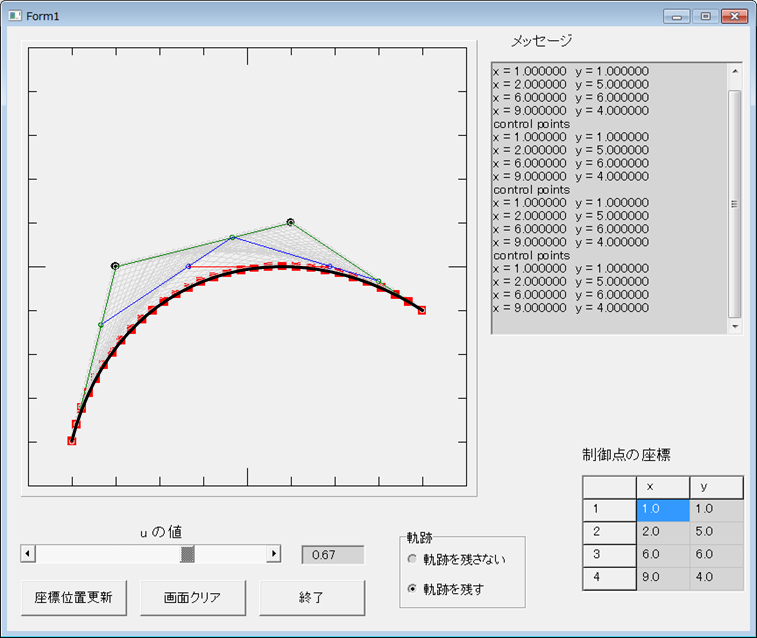 Form1
メッセージ
x = 1.000000 y = 1.000000
x = 2.000000 y = 5.000000
x = 6.000000 y = 6.000000
x = 9.000000 y = 4.000000
control points
x = 1.000000 y = 1.000000
x = 2.000000 y = 5.000000
x = 6.000000 y = 6.000000
x = 9.000000 y = 4.000000
control points
x = 1.000000 y = 1.000000
x = 2.000000 y = 5.000000
x = 6.000000 y = 6.000000
x = 9.000000 y = 4.000000
control points
x = 1.000000 y = 1.000000
x = 2.000000 y = 5.000000
x = 6.000000 y = 6.000000
x = 9.000000 y = 4.000000
制御点の座標
x y
1 1.0 1.0
2 2.0 5.0
3 6.0 6.0
4 9.0 4.0
u の値
0.67
軌跡
軌跡を残さない
軌跡を残す
座標位置更新
画面クリア
終了